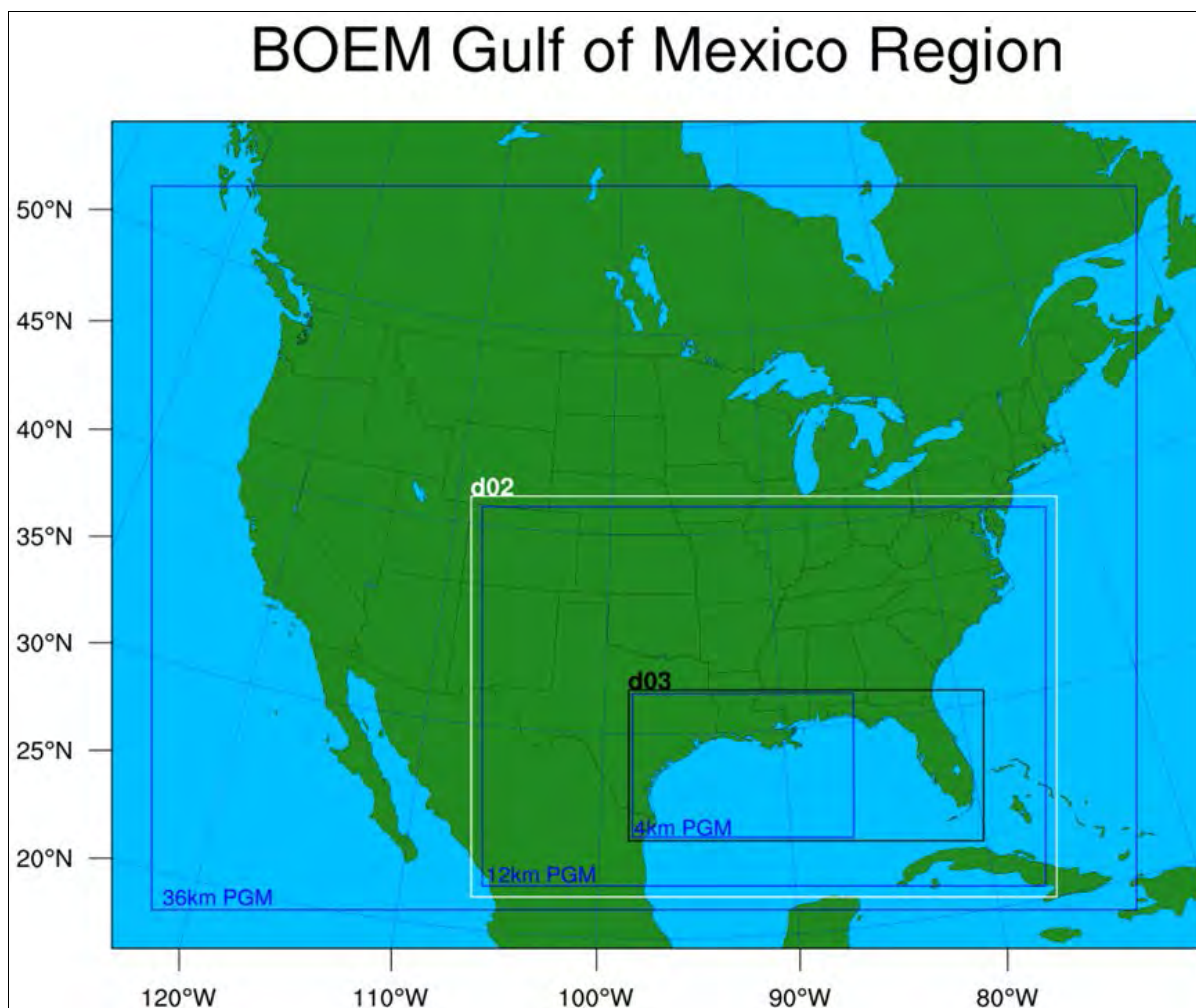 BOEM Gulf of Mexico Region
50°N
45°N
40°N
d02
35°N
30°N
d03
25°N
4km PGM
20°N
12km PGM
36km PGM
120°W 110°W 100°W 90°W 80°W